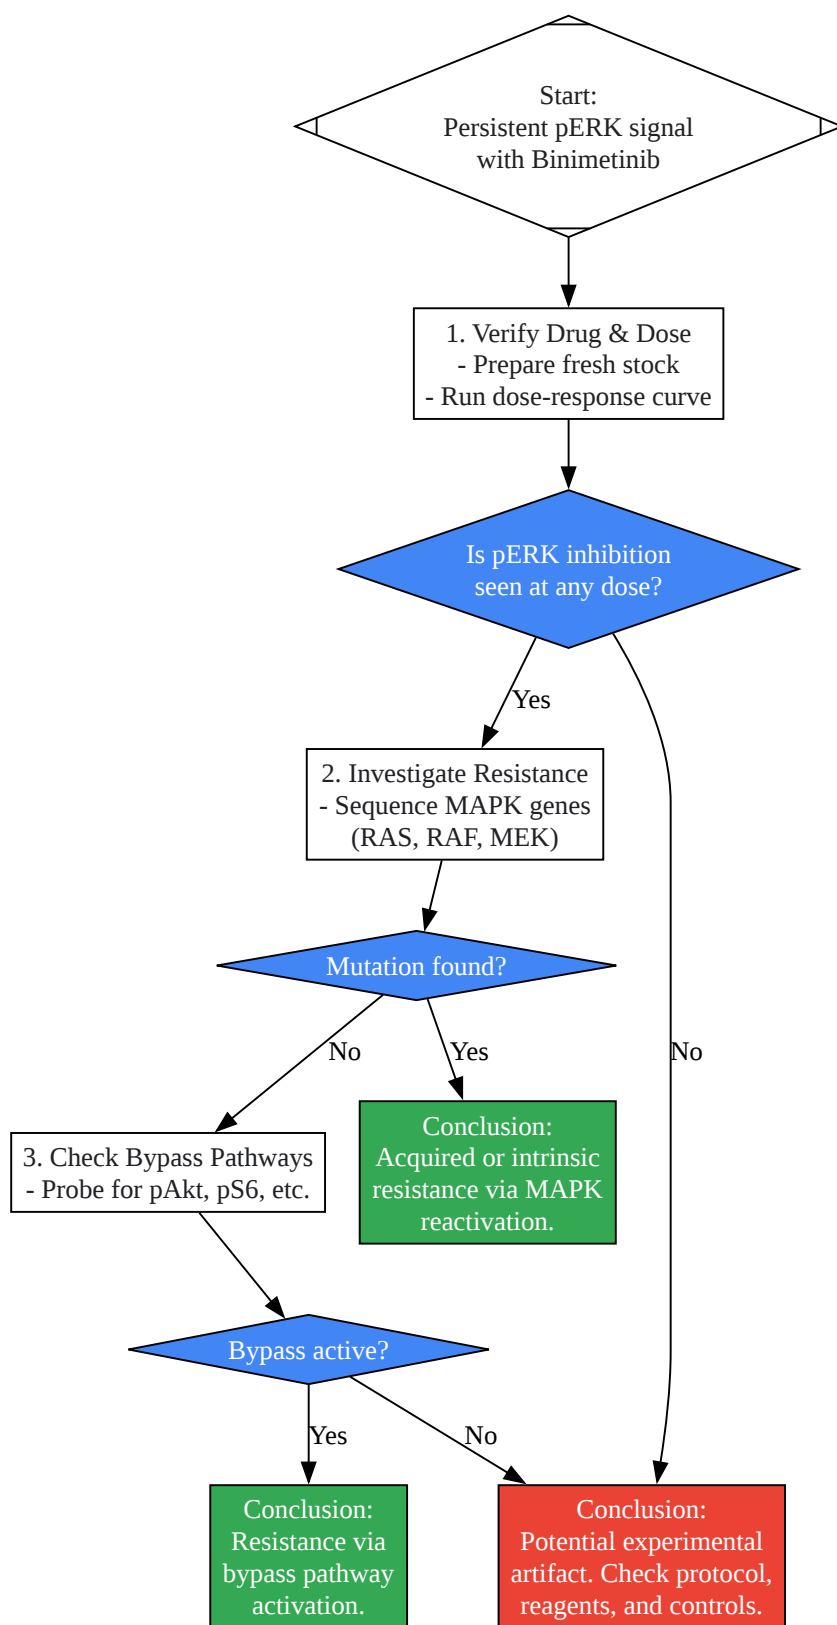 Start:
Persistent pERK signal
with Binimetinib
1. Verify Drug & Dose
- Prepare fresh stock
- Run dose-response curve
Is pERK inhibition
seen at any dose?
Yes
2. Investigate Resistance
- Sequence MAPK genes
(RAS, RAF, MEK)
Mutation found?
No
Yes
No
3. Check Bypass Pathways
- Probe for pAkt, pS6, etc.
Conclusion:
Acquired or intrinsic
resistance via MAPK
reactivation.
Bypass active?
Yes
No
Conclusion:
Resistance via
bypass pathway
activation.
Conclusion:
Potential experimental
artifact. Check protocol,
reagents, and controls.